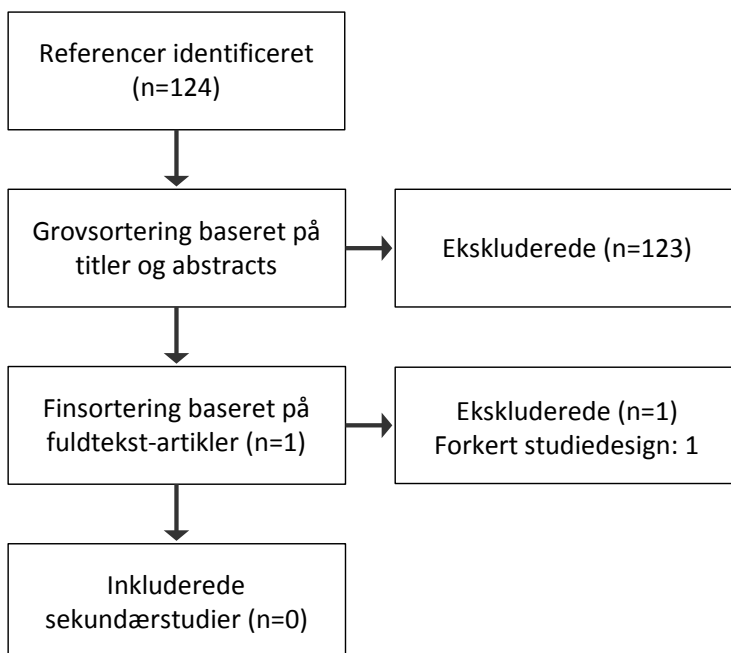 Referencer identificeret
(n=124)
Grovsortering baseret på
titler og abstracts
Ekskluderede (n=123)
Finsortering baseret på
fuldtekst-artikler (n=1)
Ekskluderede (n=1)
Forkert studiedesign: 1
Inkluderede
sekundærstudier (n=0)